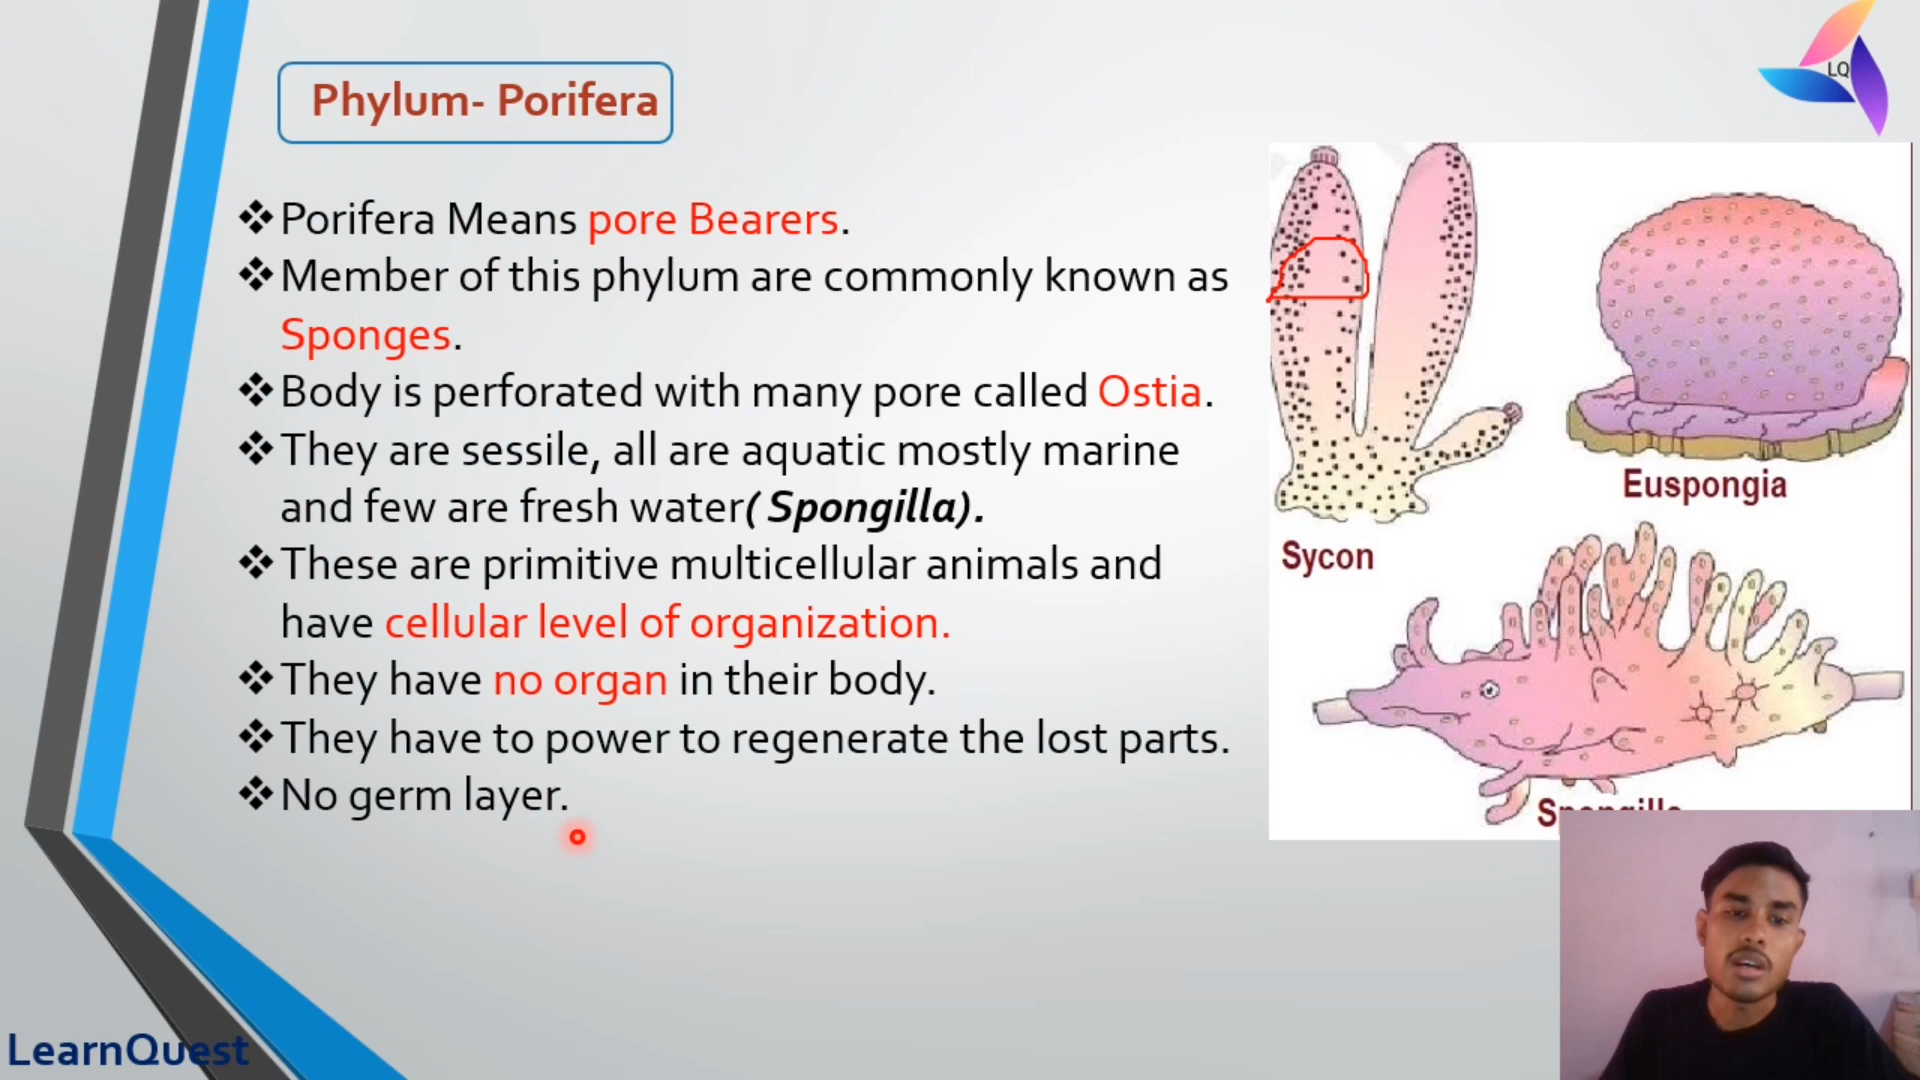 LQ
Phylum- Porifera
❖Porifera Means pore Bearers.
❖Member of this phylum are commonly known as
Sponges.
❖Body is perforated with many pore called Ostia.
❖They are sessile, all are aquatic mostly marine
and few are fresh water( Spongilla).
❖These are primitive multicellular animals and
have cellular level of organization.
❖They have no organ in their body.
❖They have to power to regenerate the lost parts.
❖No germ layer.
Euspongia
Sycon
Spongilla
LearnQuest